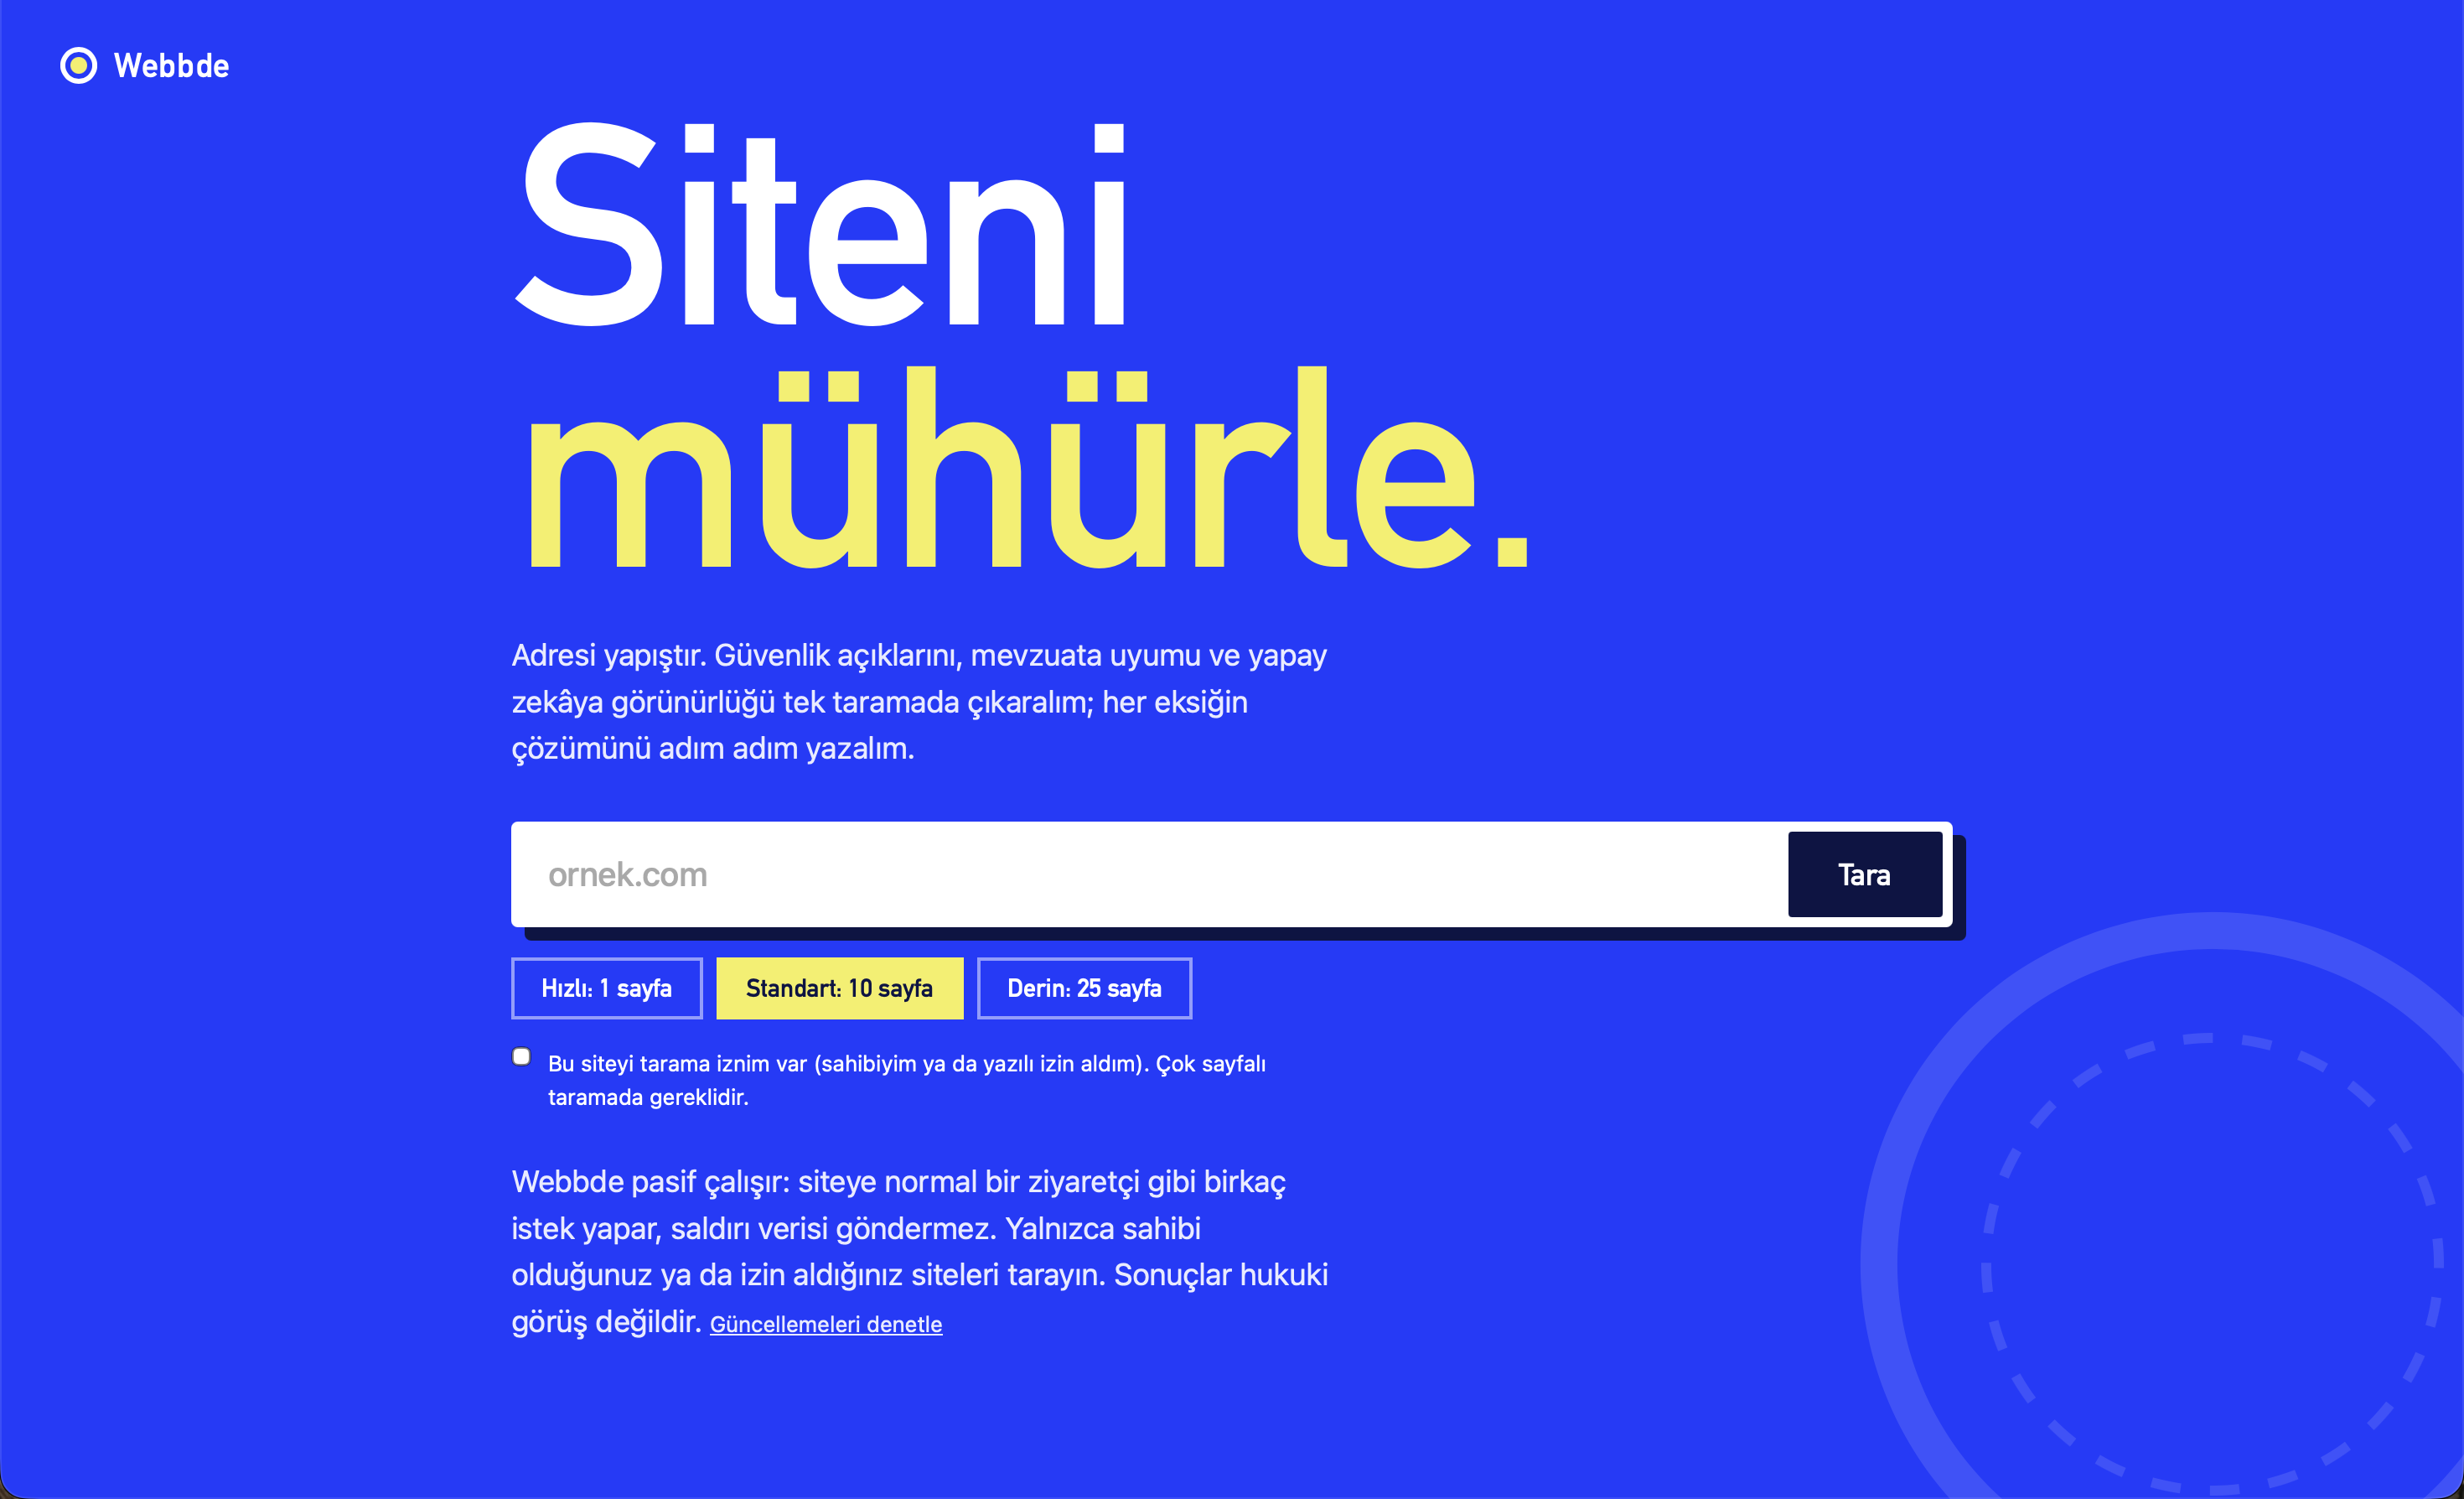 Webbde
Siteni
mühürle.
Adresi yapıştır. Güvenlik açıklarını, mevzuata uyumu ve yapay
zekâya görünürlüğü tek taramada çıkaralım; her eksiğin
çözümünü adım adım yazalım.
ornek.com
Tara
Hızlı: 1 sayfa
Standart: 10 sayfa
Derin: 25 sayfa
Bu siteyi tarama iznim var (sahibiyim ya da yazılı izin aldım). Çok sayfalı
taramada gereklidir.
Webbde pasif çalışır: siteye normal bir ziyaretçi gibi birkaç
istek yapar, saldırı verisi göndermez. Yalnızca sahibi
olduğunuz ya da izin aldığınız siteleri tarayın. Sonuçlar hukuki
görüş değildir. Güncellemeleri denetle